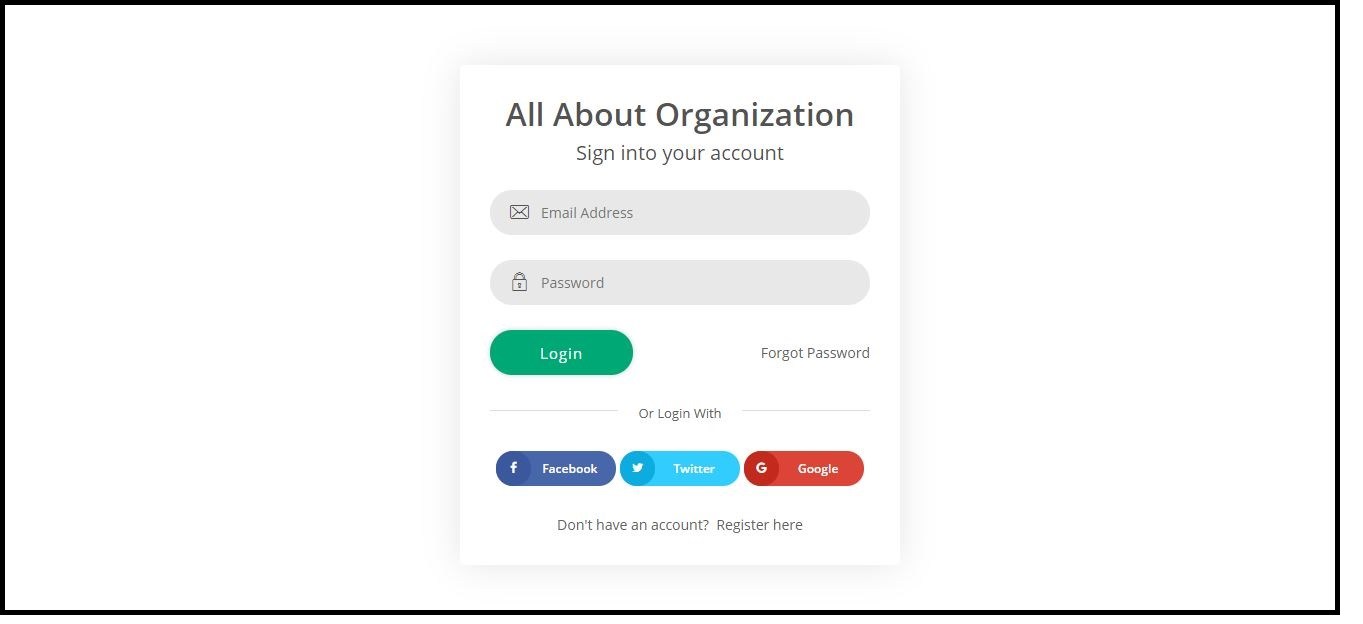 All About Organization
Sign into your account
Email Address
Password
Login
Forgot Password
Or Login With
Facebook
Twitter
Google
Don't have an account? Register here